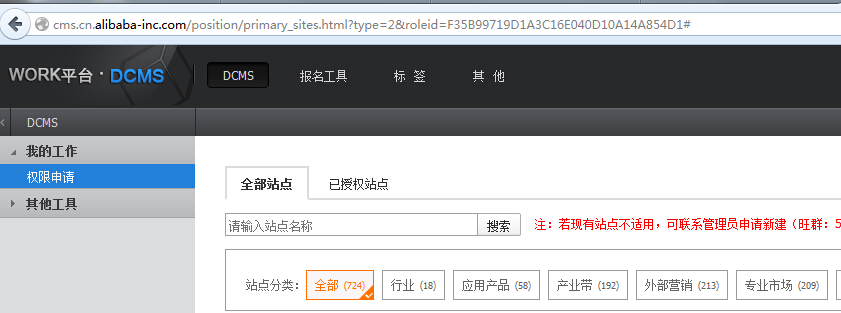 cms.cn.alibaba-inc.com/position/primary_sites.html?type=2&roleid=F35B99719D1A3C16E040D10A14A854D1#
WORK平台·DCMS DCMS 报名工具 标 签 其 他
DCMS
我的工作
权限申请
其他工具
全部站点 已授权站点
请输入站点名称 搜索 注：若现有站点不适用，可联系管理员申请新建（旺群：5
站点分类： 全部 (724) 行业 (18) 应用产品 (58) 产业带 (192) 外部营销 (213) 专业市场 (209)